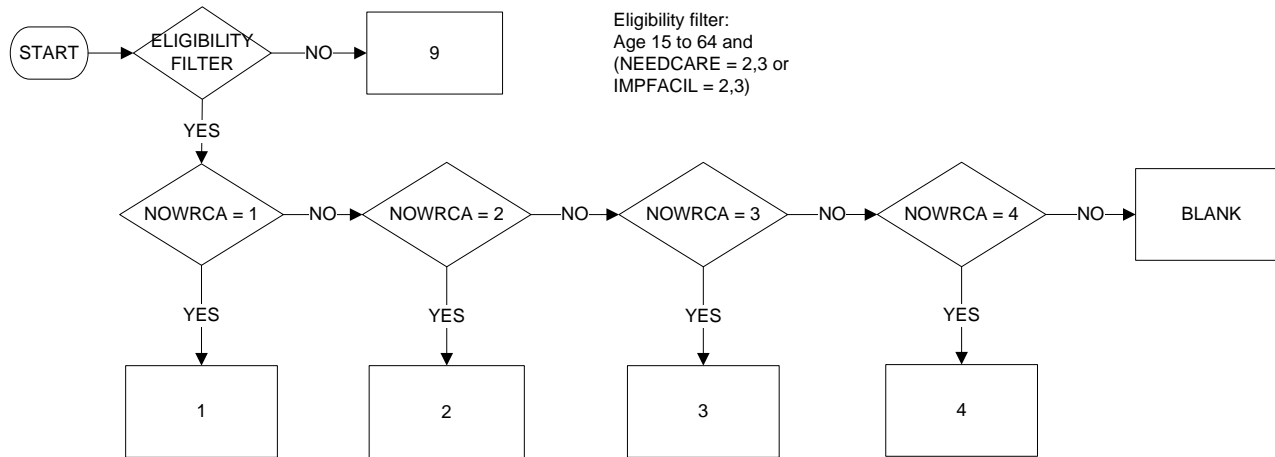 Eligibility filter:
Age 15 to 64 and
(NEEDCARE = 2,3 or
IMPFACIL = 2,3)
START
ELIGIBILITY
FILTER
NO
9
YES
NOWRCA = 1
NO
NOWRCA = 2
NO
NOWRCA = 3
NO
NOWRCA = 4
NO
BLANK
YES
YES
YES
YES
1
2
3
4